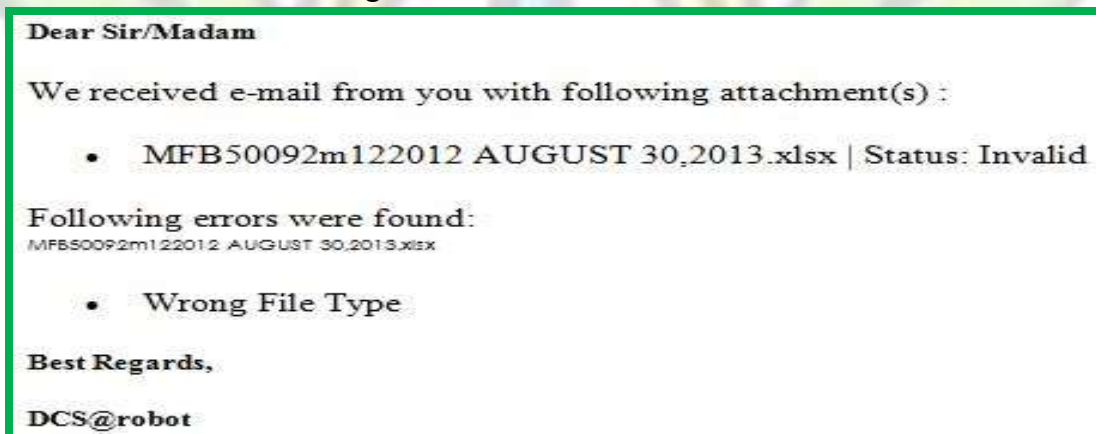 Dear Sir/Madam
We received e-mail from you with following attachment(s) :
• MFB50092m122012 AUGUST 30,2013.xlsx | Status: Invalid
Following errors were found:
MFB50092m122012 AUGUST 30,2013.xlsx
• Wrong File Type
Best Regards,
DCS@robot